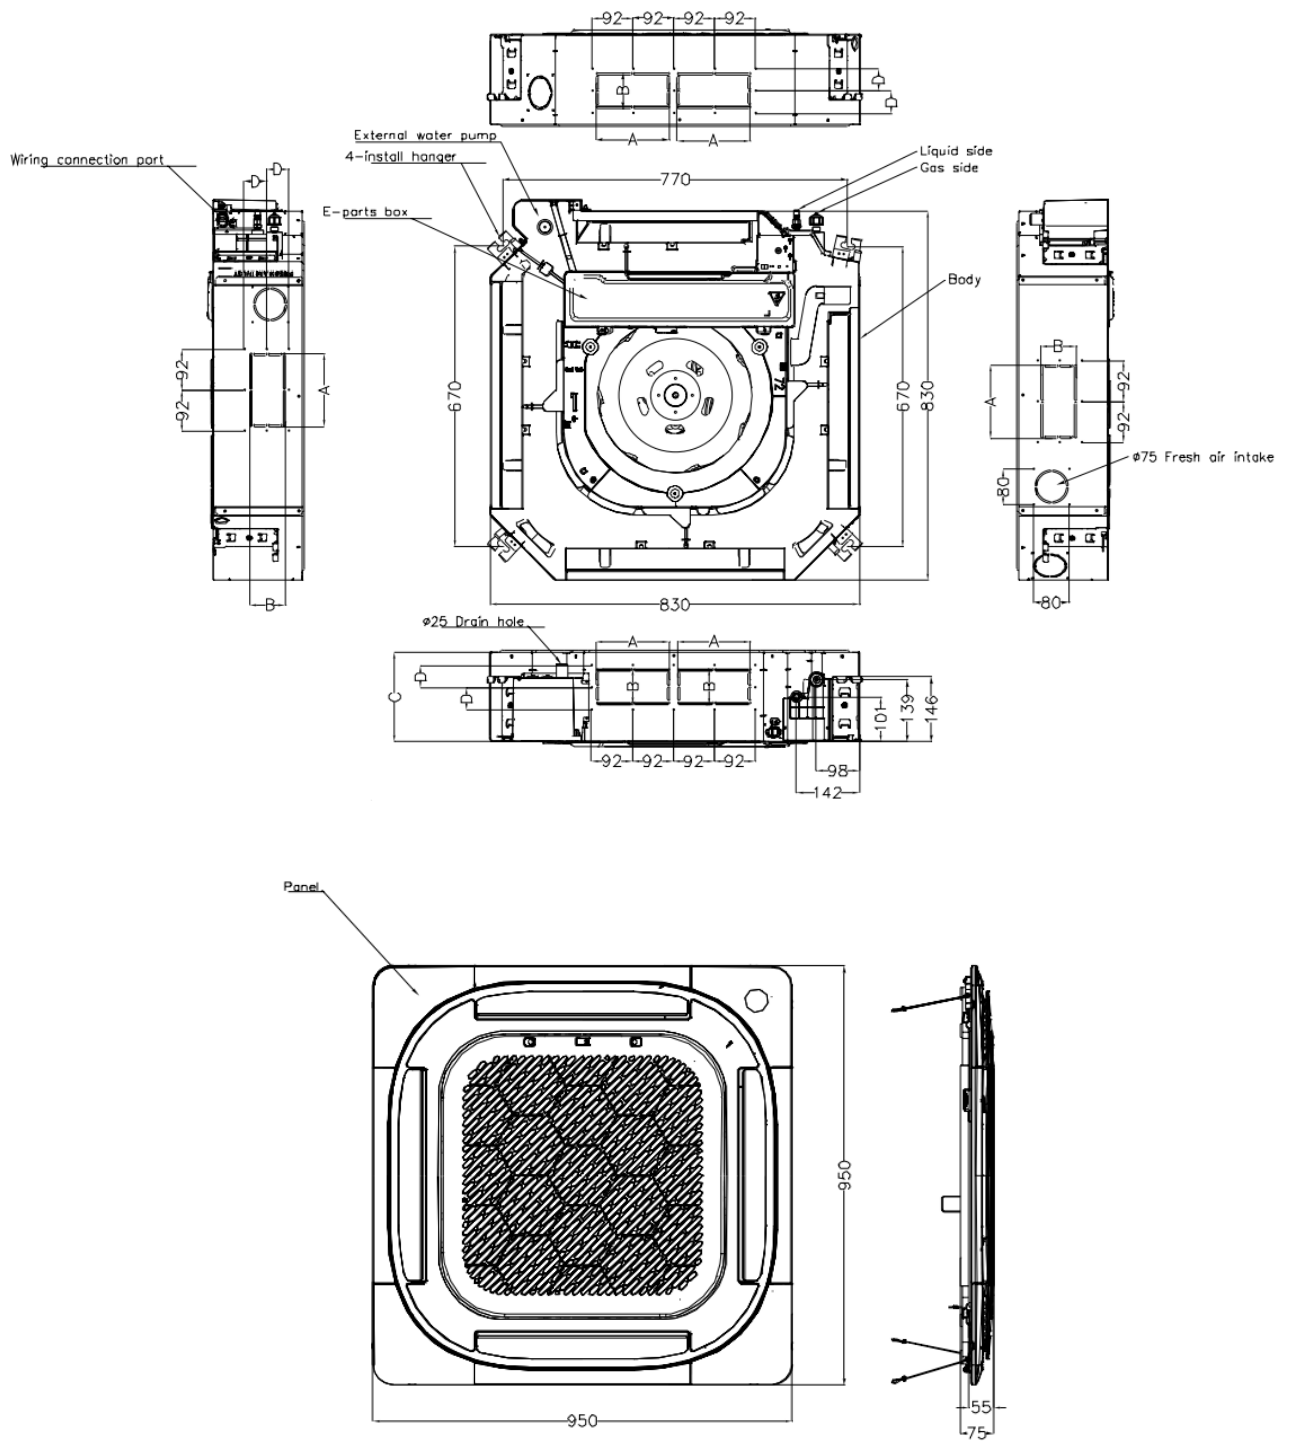 92 92 92 92
D
B
D
A A
External water pump
4-install hanger
Wiring connection port
Liquid side
Gas side
770
D
D
E-parts box
Body
72
670
670
830
92
92
A
B
B
92
92
A
ø75 Fresh air intake
80
80
830
ø25 Drain hole
A A
D
D
B B
C
101
139
146
92 92 92 92
98
142
Panel
950
950
55
75